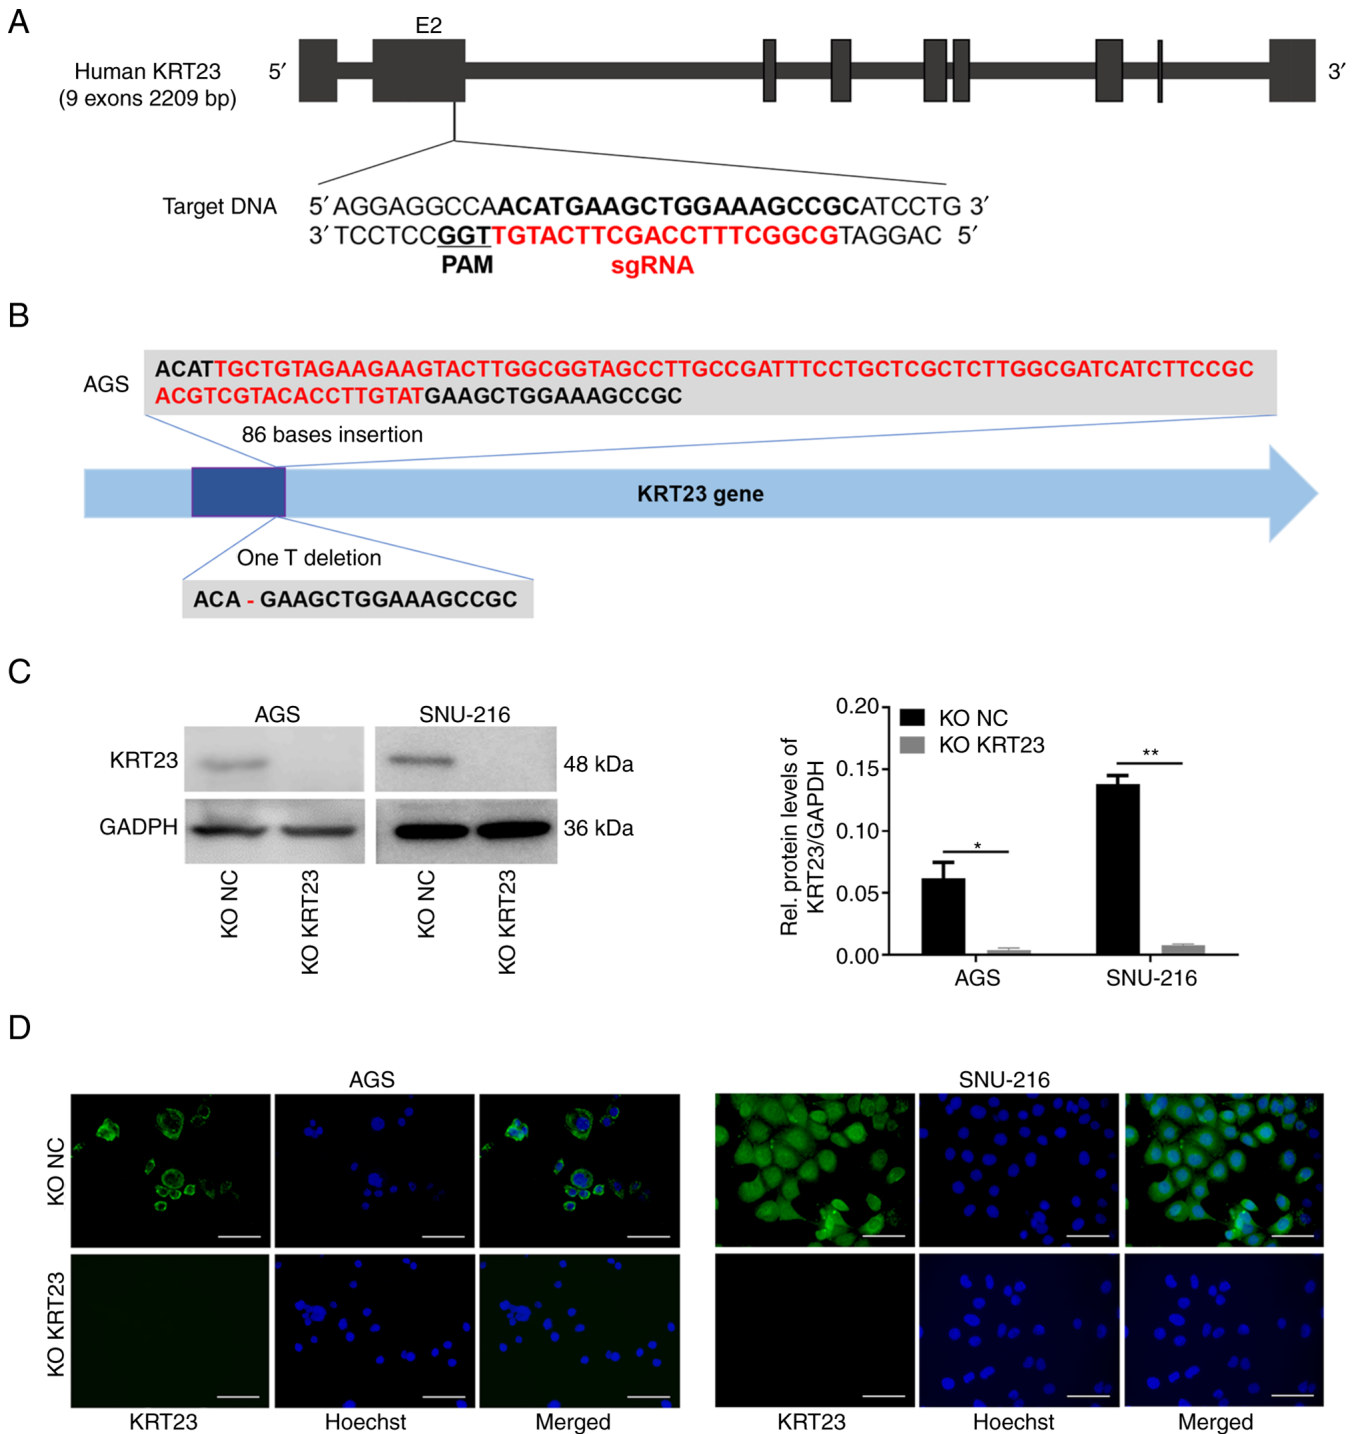 A
E2
Human KRT23
(9 exons 2209 bp)
5′
3′
Target DNA
5′AGGAGGCCAACATGAAGCTGGAAAGCCGCATCCTG 3′
3′TCCTCCGGTTGTACTTCGACCTTTCGGCGTAGGAC 5′
PAM
sgRNA
B
AGS
ACATTGCTGTAGAAGAAGTACTTGGCGGTAGCCTTGCCGATTTCCTGCTCGCTCTTGGCGATCATCTTCCGC
ACGTCGTACACCTTGTATGAAGCTGGAAAGCCGC
86 bases insertion
KRT23 gene
One T deletion
ACA - GAAGCTGGAAAGCCGC
C
AGS
SNU-216
KRT23
48 kDa
GADPH
36 kDa
KO NC
KO KRT23
KO NC
KO KRT23
Rel. protein levels of
KRT23/GAPDH
0.20
0.15
0.10
0.05
0.00
KO NC
KO KRT23
*
**
AGS
SNU-216
D
AGS
SNU-216
KO NC
KO KRT23
KRT23
Hoechst
Merged
KRT23
Hoechst
Merged